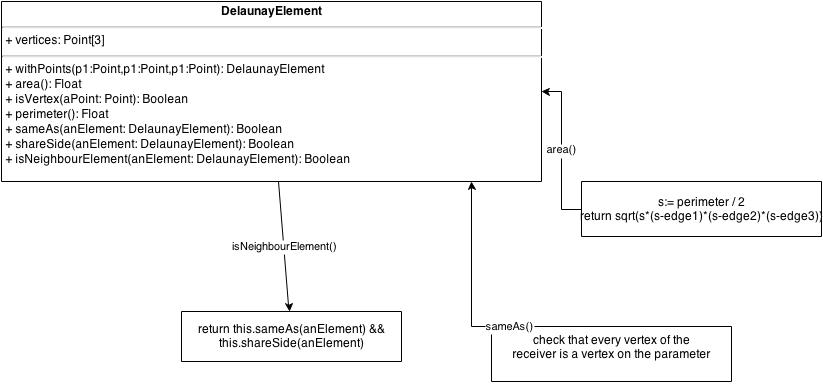 DelaunayElement
+ vertices: Point[3]
+ withPoints(p1:Point,p1:Point,p1:Point): DelaunayElement
+ area(): Float
+ isVertex(aPoint: Point): Boolean
+ perimeter(): Float
+ sameAs(anElement: DelaunayElement): Boolean
+ shareSide(anElement: DelaunayElement): Boolean
+ isNeighbourElement(anElement: DelaunayElement): Boolean
area()
s:= perimeter / 2
return sqrt(s*(s-edge1)*(s-edge2)*(s-edge3))
isNeighbourElement()
return this.sameAs(anElement) &&
this.shareSide(anElement)
sameAs()
check that every vertex of the
receiver is a vertex on the parameter